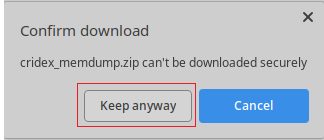 Confirm download
cridex_memdump.zip can't be downloaded securely
Keep anyway
Cancel